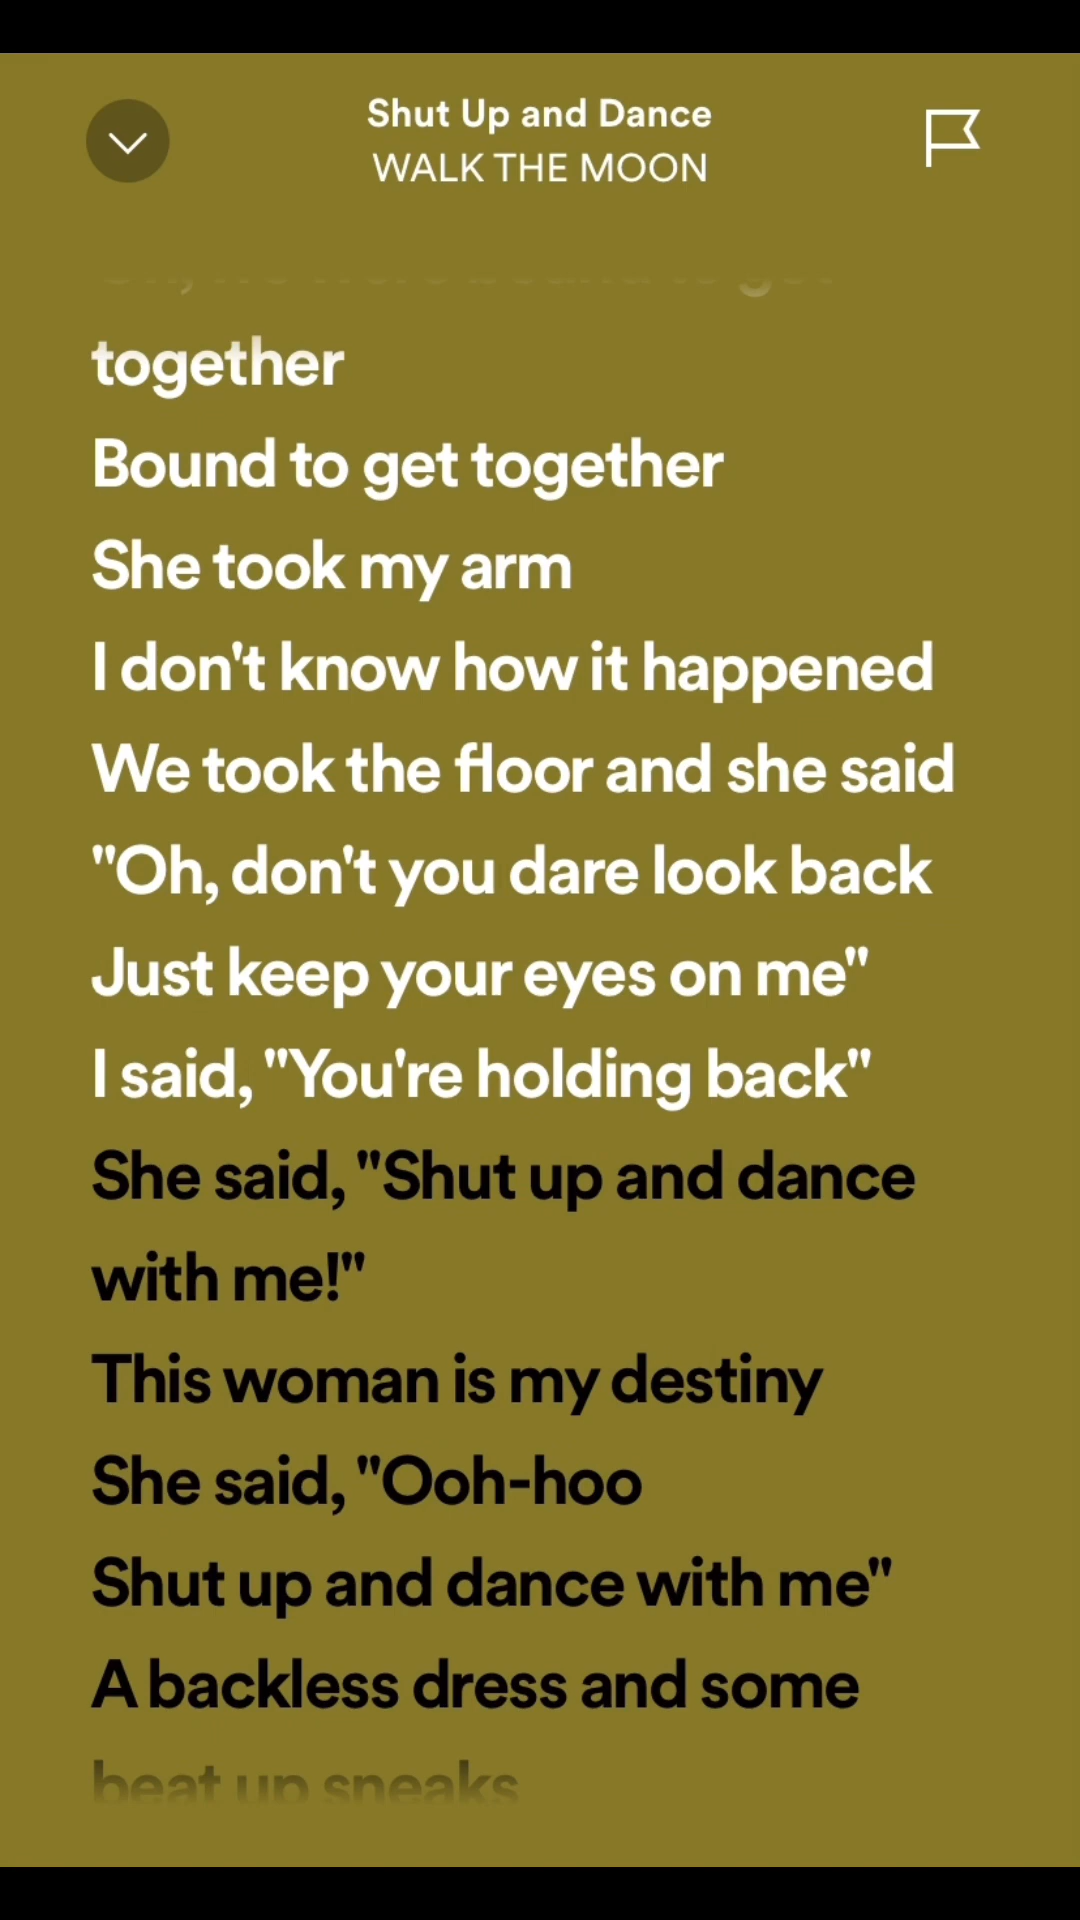 Shut Up and Dance
WALK THE MOON
together
Bound to get together
She took my arm
I don't know how it happened
We took the floor and she said
"Oh, don't you dare look back
Just keep your eyes on me"
I said, "You're holding back"
She said, "Shut up and dance
with me!"
This woman is my destiny
She said, "Ooh-hoo
Shut up and dance with me"
A backless dress and some
beat up sneaks